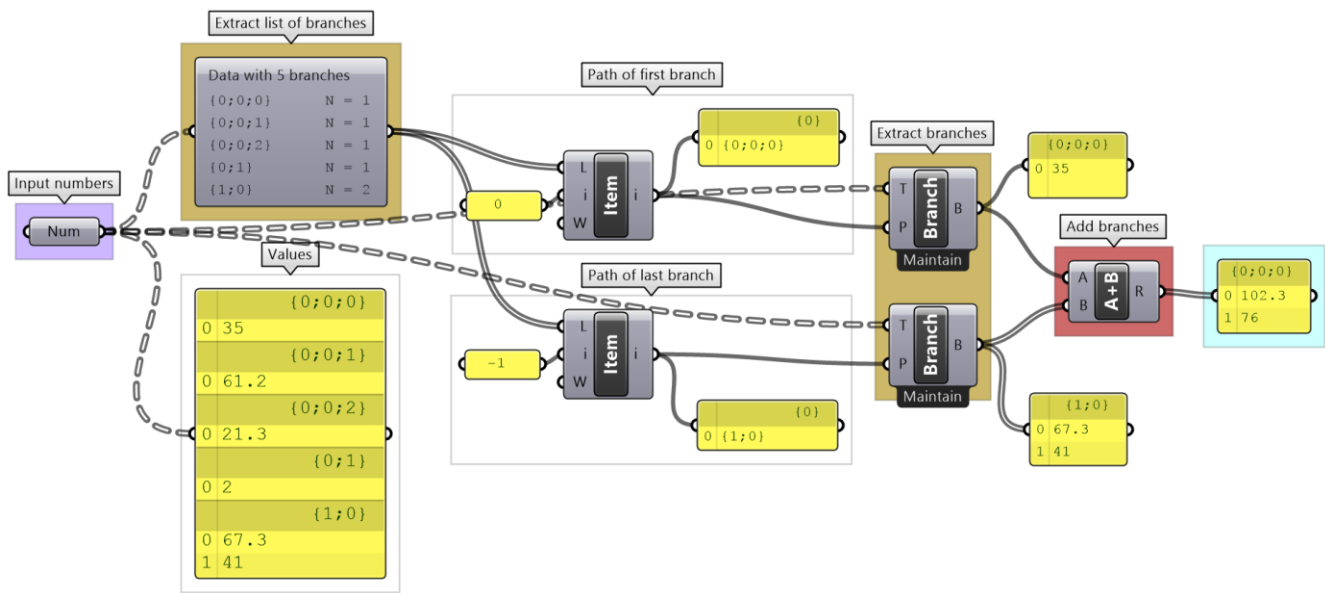 Extract list of branches
Data with 5 branches
{0;0;0} N = 1
{0;0;1} N = 1
{0;0;2} N = 1
{0;1} N = 1
{1;0} N = 2
Input numbers
Num
Values
{0;0;0}
0 35
{0;0;1}
0 61.2
{0;0;2}
0 21.3
{0;1}
0 2
{1;0}
0 67.3
1 41
Path of first branch
0
L
i
W
Item
i
{0}
0 {0;0;0}
Path of last branch
-1
L
i
W
Item
i
{0}
0 {1;0}
Extract branches
T
P
Branch
B
Maintain
T
P
Branch
B
Maintain
{0;0;0}
0 35
{1;0}
0 67.3
1 41
Add branches
A
B
A+B
R
{0;0;0}
0 102.3
1 76